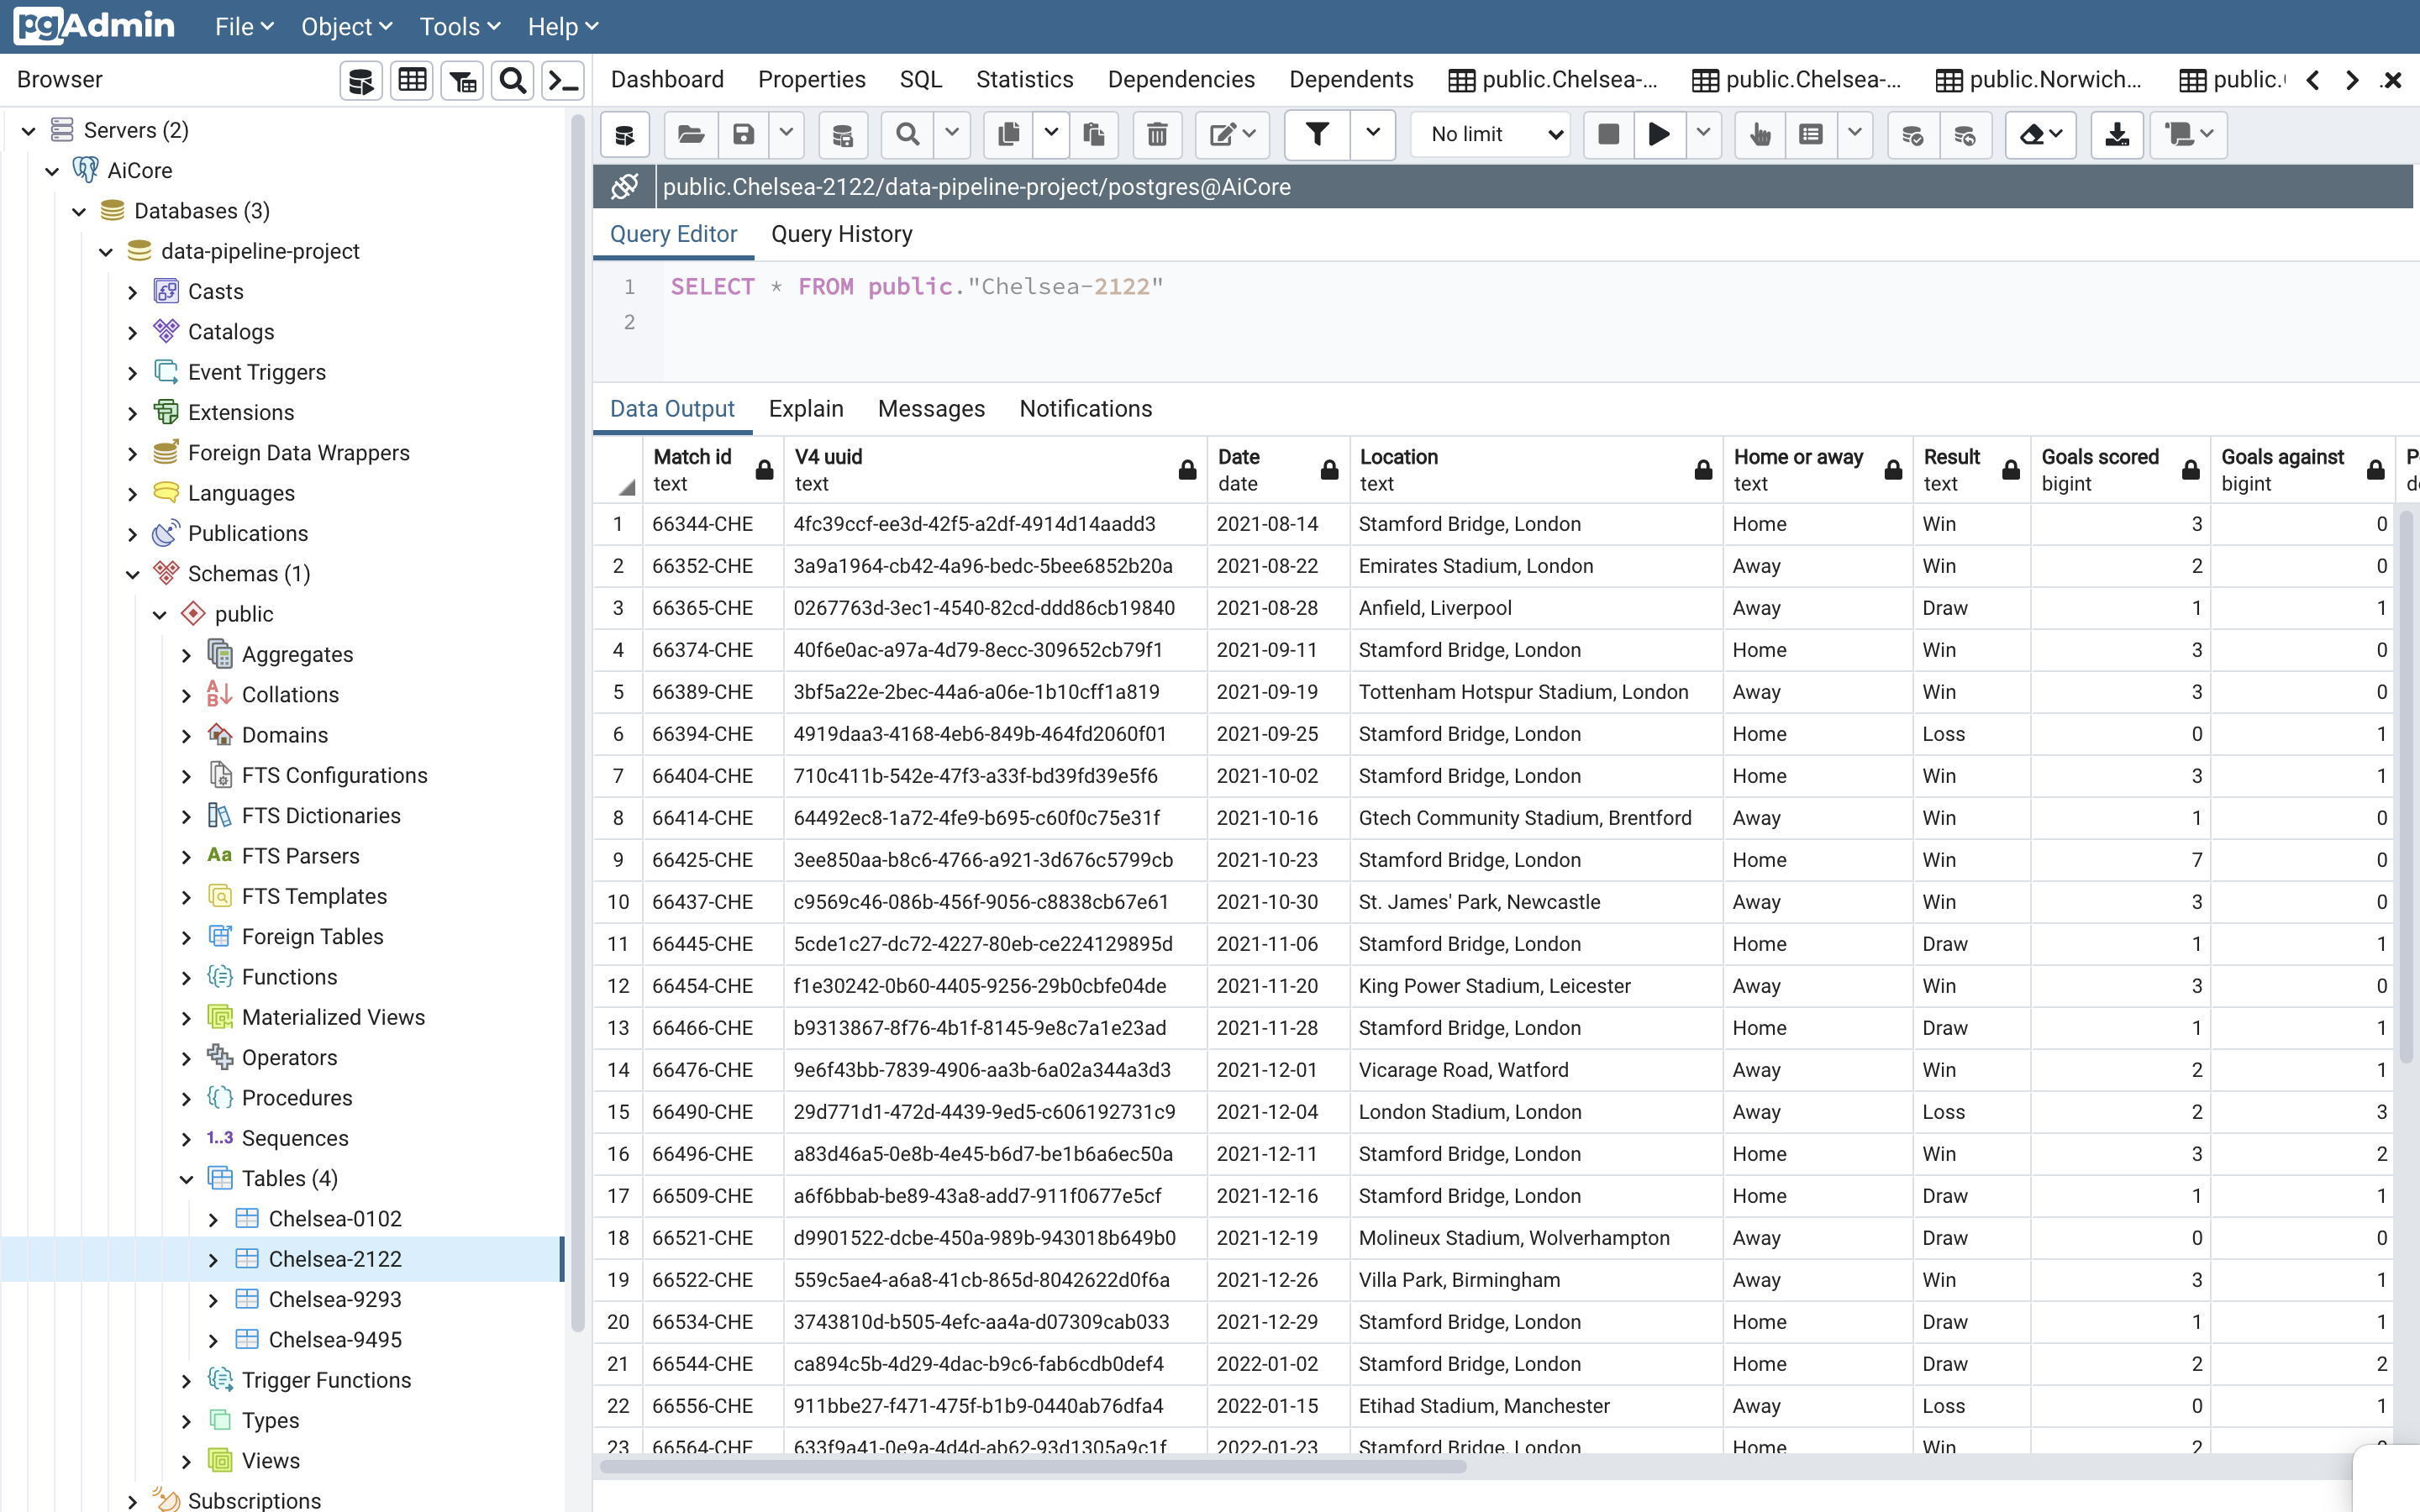 pgAdmin File Object Tools Help
Browser
Dashboard Properties SQL Statistics Dependencies Dependents public.Chelsea-... public.Chelsea-... public.Norwich... public.
No limit
public.Chelsea-2122/data-pipeline-project/postgres@AiCore
Query Editor Query History
1 SELECT * FROM public."Chelsea-2122"
2
Data Output Explain Messages Notifications
Servers (2)
AiCore
Databases (3)
data-pipeline-project
Casts
Catalogs
Event Triggers
Extensions
Foreign Data Wrappers
Languages
Publications
Schemas (1)
public
Aggregates
Collations
Domains
FTS Configurations
FTS Dictionaries
Aa FTS Parsers
FTS Templates
Foreign Tables
Functions
Materialized Views
Operators
Procedures
1..3 Sequences
Tables (4)
Chelsea-0102
Chelsea-2122
Chelsea-9293
Chelsea-9495
Trigger Functions
Types
Views
Subscriptions
Match id V4 uuid Date Location Home or away Result Goals scored Goals against
text text date text text text bigint bigint
1 66344-CHE 4fc39ccf-ee3d-42f5-a2df-4914d14aadd3 2021-08-14 Stamford Bridge, London Home Win 3 0
2 66352-CHE 3a9a1964-cb42-4a96-bedc-5bee6852b20a 2021-08-22 Emirates Stadium, London Away Win 2 0
3 66365-CHE 0267763d-3ec1-4540-82cd-ddd86cb19840 2021-08-28 Anfield, Liverpool Away Draw 1 1
4 66374-CHE 40f6e0ac-a97a-4d79-8ecc-309652cb79f1 2021-09-11 Stamford Bridge, London Home Win 3 0
5 66389-CHE 3bf5a22e-2bec-44a6-a06e-1b10cff1a819 2021-09-19 Tottenham Hotspur Stadium, London Away Win 3 0
6 66394-CHE 4919daa3-4168-4eb6-849b-464fd2060f01 2021-09-25 Stamford Bridge, London Home Loss 0 1
7 66404-CHE 710c411b-542e-47f3-a33f-bd39fd39e5f6 2021-10-02 Stamford Bridge, London Home Win 3 1
8 66414-CHE 64492ec8-1a72-4fe9-b695-c60f0c75e31f 2021-10-16 Gtech Community Stadium, Brentford Away Win 1 0
9 66425-CHE 3ee850aa-b8c6-4766-a921-3d676c5799cb 2021-10-23 Stamford Bridge, London Home Win 7 0
10 66437-CHE c9569c46-086b-456f-9056-c8838cb67e61 2021-10-30 St. James' Park, Newcastle Away Win 3 0
11 66445-CHE 5cde1c27-dc72-4227-80eb-ce224129895d 2021-11-06 Stamford Bridge, London Home Draw 1 1
12 66454-CHE f1e30242-0b60-4405-9256-29b0cbfe04de 2021-11-20 King Power Stadium, Leicester Away Win 3 0
13 66466-CHE b9313867-8f76-4b1f-8145-9e8c7a1e23ad 2021-11-28 Stamford Bridge, London Home Draw 1 1
14 66476-CHE 9e6f43bb-7839-4906-aa3b-6a02a344a3d3 2021-12-01 Vicarage Road, Watford Away Win 2 1
15 66490-CHE 29d771d1-472d-4439-9ed5-c606192731c9 2021-12-04 London Stadium, London Away Loss 2 3
16 66496-CHE a83d46a5-0e8b-4e45-b6d7-be1b6a6ec50a 2021-12-11 Stamford Bridge, London Home Win 3 2
17 66509-CHE a6f6bbab-be89-43a8-add7-911f0677e5cf 2021-12-16 Stamford Bridge, London Home Draw 1 1
18 66521-CHE d9901522-dcbe-450a-989b-943018b649b0 2021-12-19 Molineux Stadium, Wolverhampton Away Draw 0 0
19 66522-CHE 559c5ae4-a6a8-41cb-865d-8042622d0f6a 2021-12-26 Villa Park, Birmingham Away Win 3 1
20 66534-CHE 3743810d-b505-4efc-aa4a-d07309cab033 2021-12-29 Stamford Bridge, London Home Draw 1 1
21 66544-CHE ca894c5b-4d29-4dac-b9c6-fab6cdb0def4 2022-01-02 Stamford Bridge, London Home Draw 2 2
22 66556-CHE 911bbe27-f471-475f-b1b9-0440ab76dfa4 2022-01-15 Etihad Stadium, Manchester Away Loss 0 1
23 66564-CHE 633f9a41-0e9a-4d4d-ab62-93d1305a9c1f 2022-01-23 Stamford Bridge, London Home Win 2